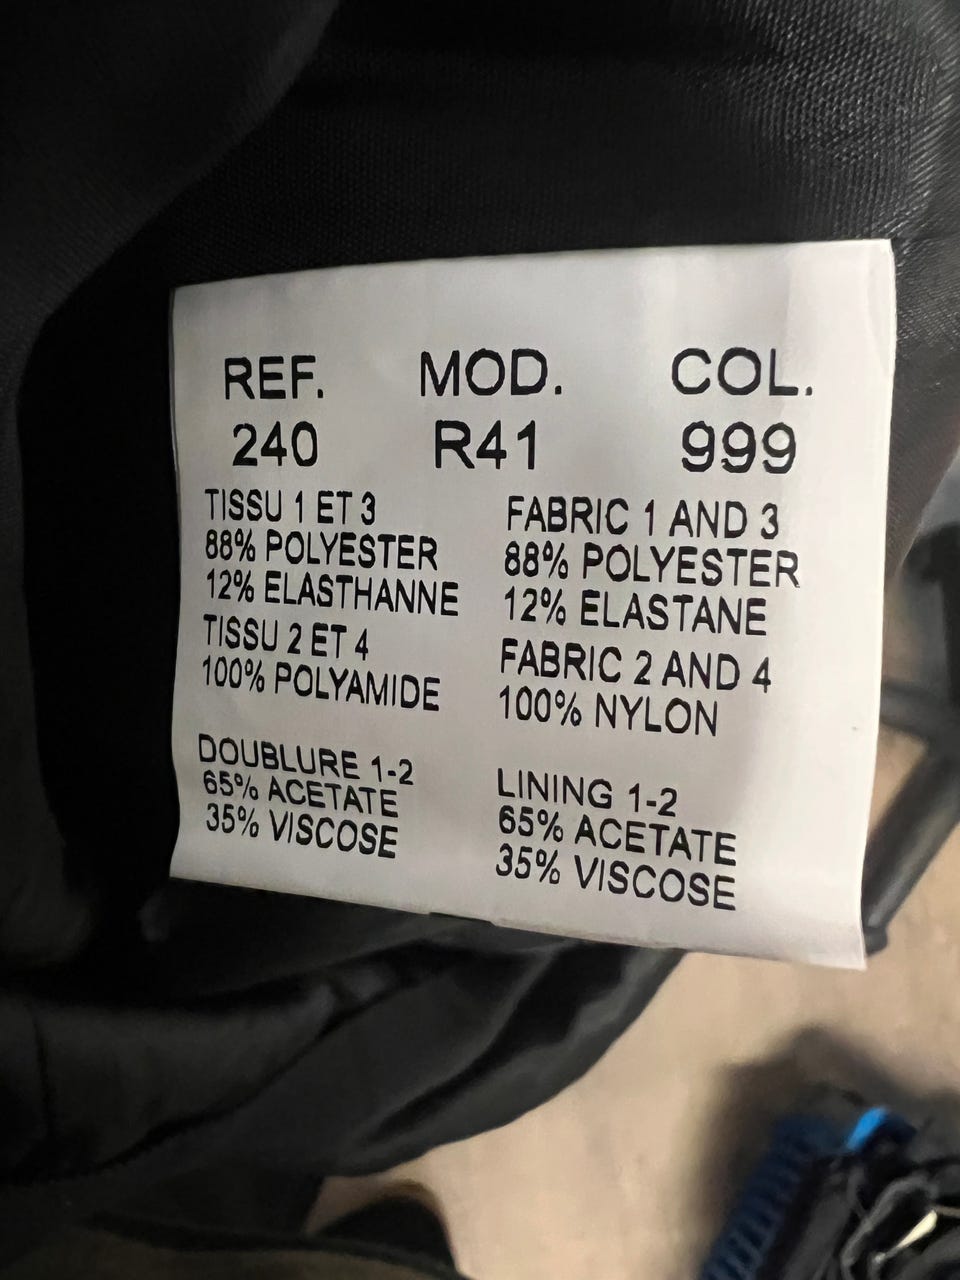 REF. MOD. COL.
240 R41 999
TISSU 1 ET 3
88% POLYESTER
12% ELASTHANNE
TISSU 2 ET 4
100% POLYAMIDE
DOUBLURE 1-2
65% ACETATE
35% VISCOSE
FABRIC 1 AND 3
88% POLYESTER
12% ELASTANE
FABRIC 2 AND 4
100% NYLON
LINING 1-2
65% ACETATE
35% VISCOSE